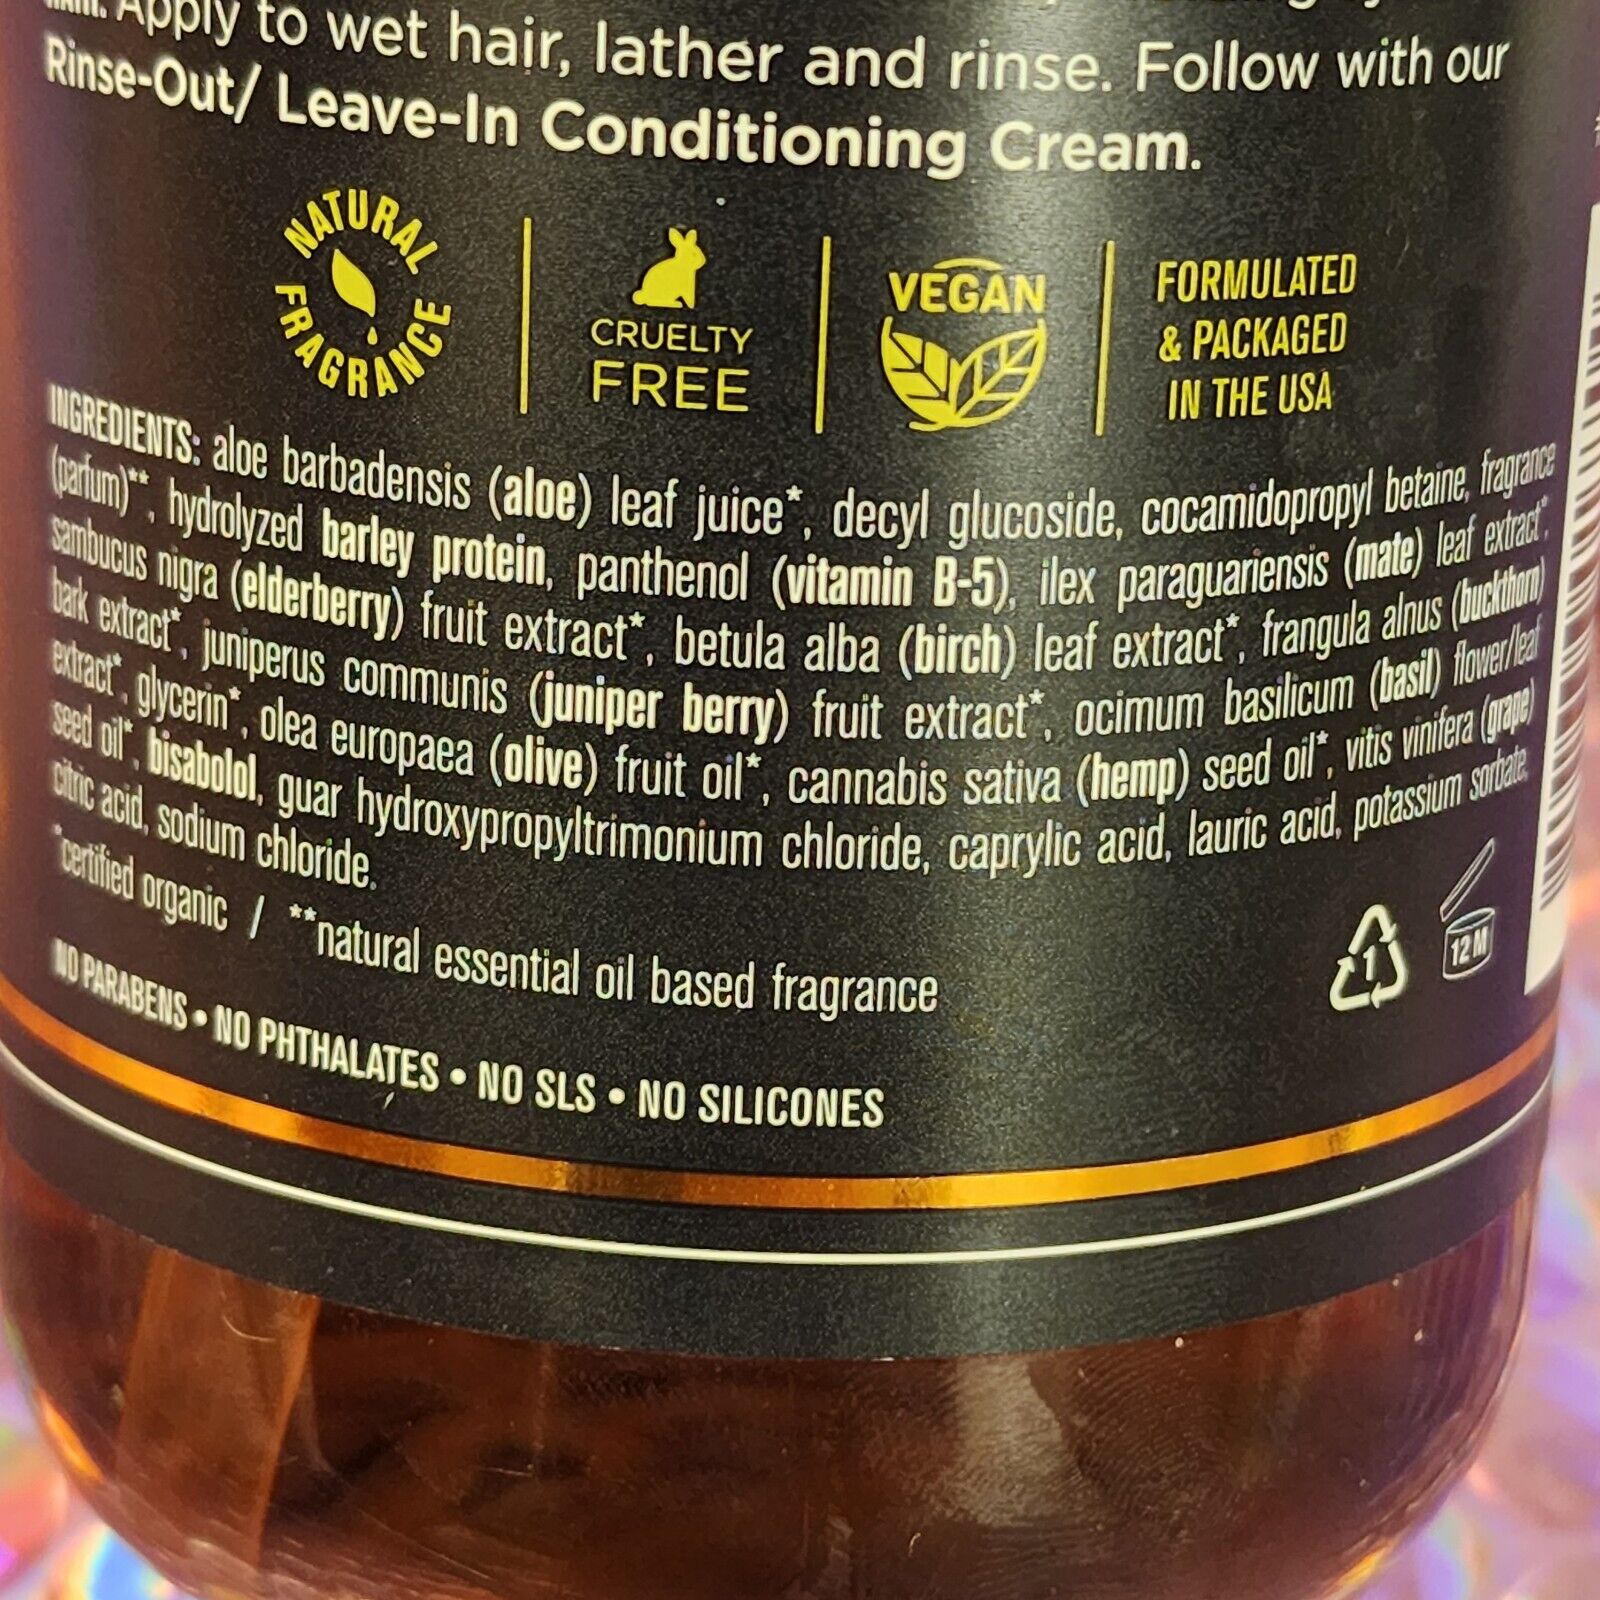 Apply to wet hair, lather and rinse. Follow with our
Rinse-Out/ Leave-In Conditioning Cream.
NATURAL FRAGRANCE
CRUELTY
FREE
VEGAN
FORMULATED
& PACKAGED
IN THE USA
INGREDIENTS: aloe barbadensis (aloe) leaf juice*, decyl glucoside, cocamidopropyl betaine, fragrance
(parfum)**, hydrolyzed barley protein, panthenol (vitamin B-5), ilex paraguariensis (mate) leaf extract*,
sambucus nigra (elderberry) fruit extract*, betula alba (birch) leaf extract*, frangula alnus (buckthorn)
bark extract*, juniperus communis (juniper berry) fruit extract*, ocimum basilicum (basil) flower/leaf
extract*, glycerin*, olea europaea (olive) fruit oil*, cannabis sativa (hemp) seed oil*, vitis vinifera (grape)
seed oil*, bisabolol, guar hydroxypropyltrimonium chloride, caprylic acid, lauric acid, potassium sorbate,
citric acid, sodium chloride.
*certified organic / **natural essential oil based fragrance
1
12 M
NO PARABENS • NO PHTHALATES • NO SLS • NO SILICONES